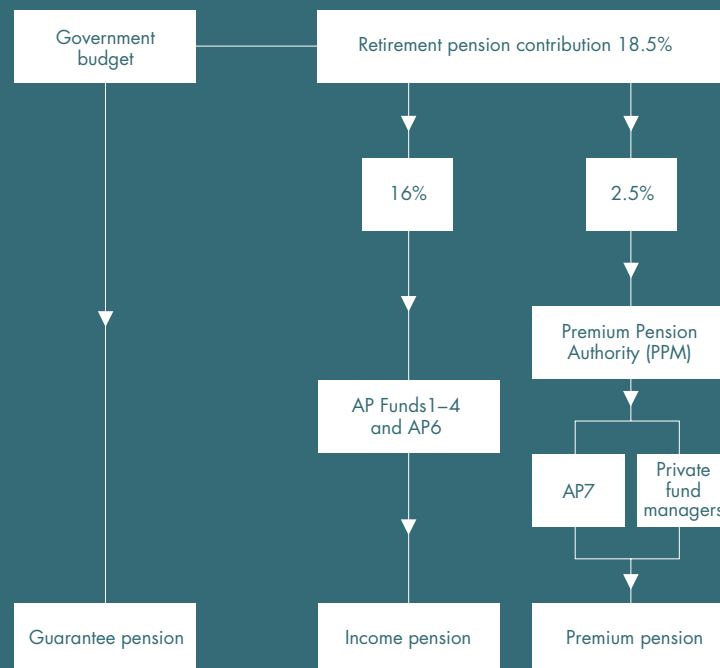 Government
budget
Retirement pension contribution 18.5%
16%
2.5%
Premium Pension
Authority (PPM)
AP Funds1–4
and AP6
AP7
Private
fund
managers
Guarantee pension
Income pension
Premium pension